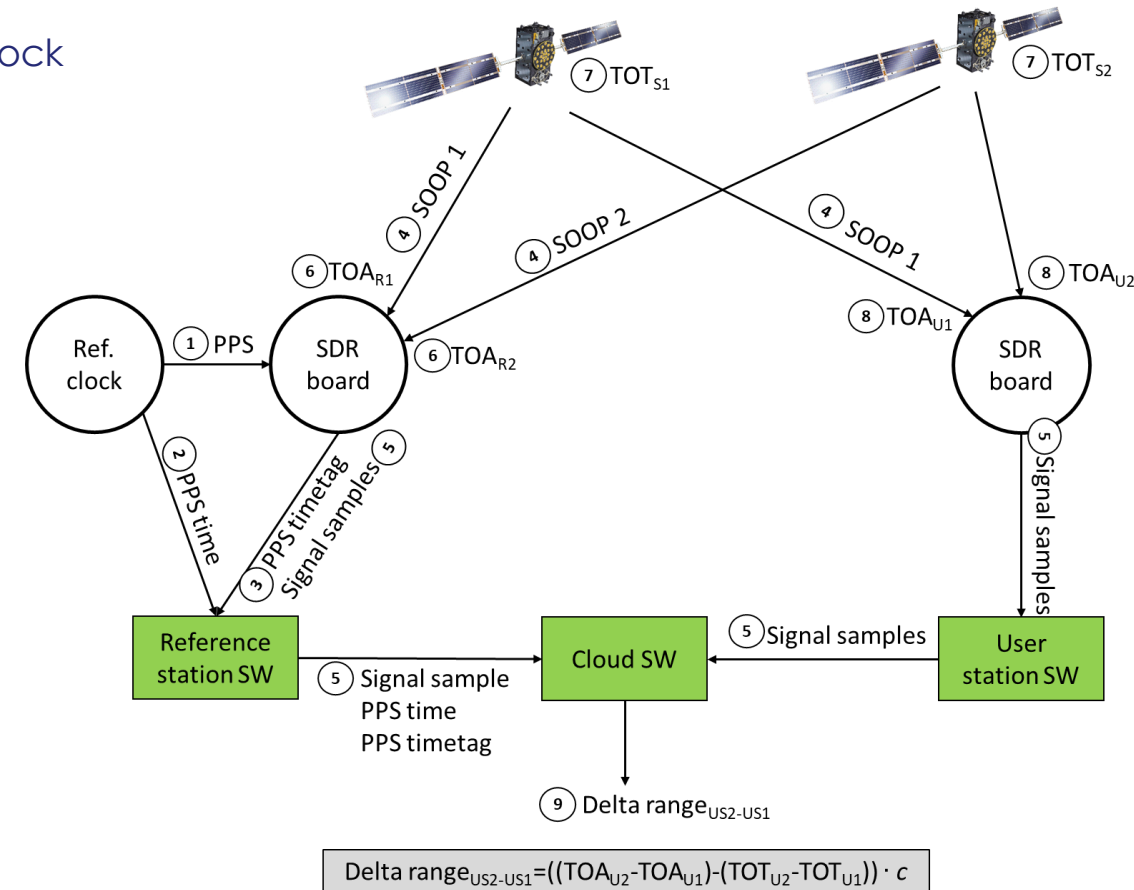 ock
7 TOTS1
7 TOTS2
4 SOOP 1
4 SOOP 2
4 SOOP 1
6 TOAR1
8 TOAU2
8 TOAU1
Ref.
clock
1 PPS
SDR
board
6 TOAR2
SDR
board
2 PPS time
3 PPS timetag
Signal samples 5
5 Signal samples
Reference
station SW
5 Signal sample
PPS time
PPS timetag
Cloud SW
5 Signal samples
User
station SW
9 Delta rangeUS2-US1
Delta rangeUS2-US1=((TOAU2-TOAU1)-(TOTU2-TOTU1)) · c